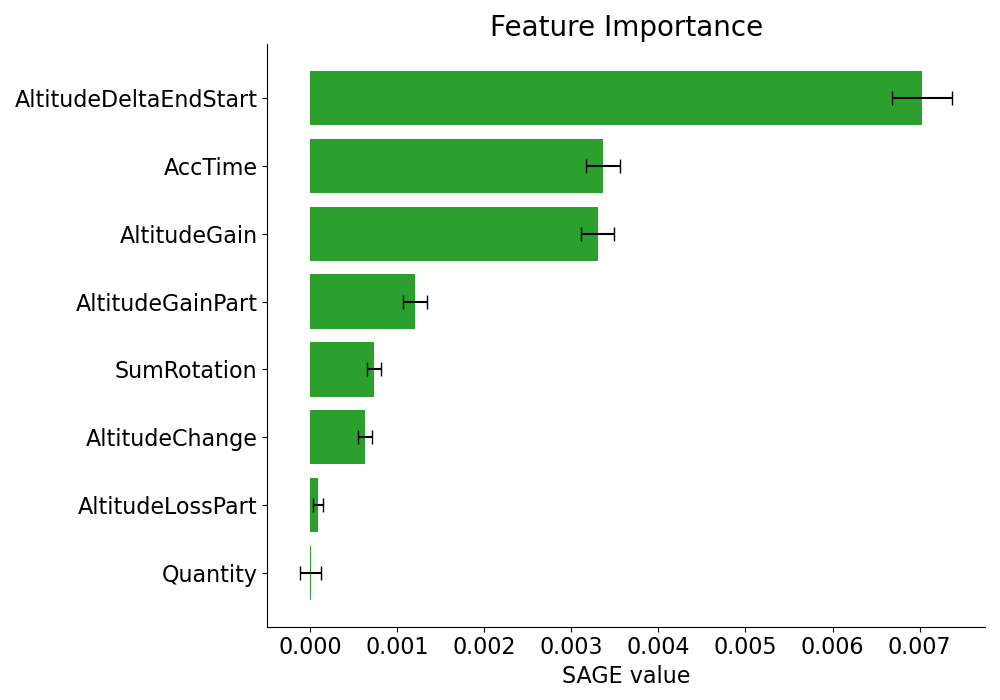 Feature Importance
AltitudeDeltaEndStart
AccTime
AltitudeGain
AltitudeGainPart
SumRotation
AltitudeChange
AltitudeLossPart
Quantity
0.000 0.001 0.002 0.003 0.004 0.005 0.006 0.007
SAGE value